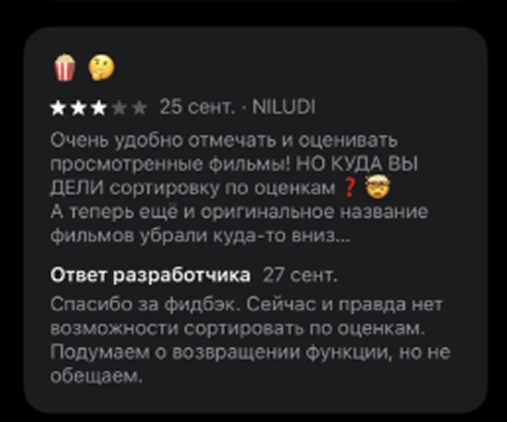 🍿 🤔
★★★★★ 25 сент. · NILUDI
Очень удобно отмечать и оценивать
просмотренные фильмы! НО КУДА ВЫ
ДЕЛИ сортировку по оценкам ❓ 🤯
А теперь ещё и оригинальное название
фильмов убрали куда-то вниз...
Ответ разработчика 27 сент.
Спасибо за фидбэк. Сейчас и правда нет
возможности сортировать по оценкам.
Подумаем о возвращении функции, но не
обещаем.